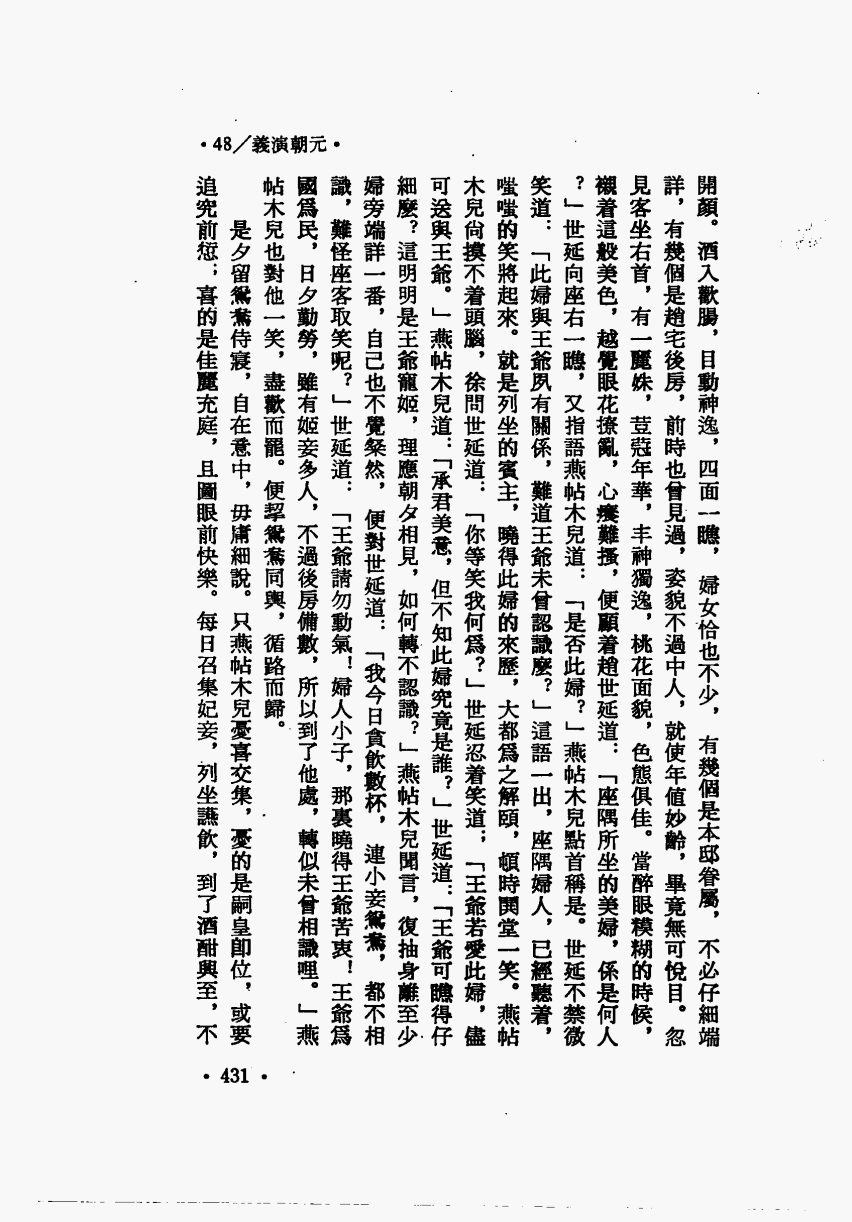 •48／義演朝元•
開顏。酒入歡腸，目動神逸，四面一瞧，婦女恰也不少，有幾個是本邸眷屬，不必仔細端
詳，有幾個是趙宅後房，前時也曾見過，姿貌不過中人，就使年値妙齡，畢竟無可悅目。忽
見客坐右首，有一麗姝，荳蔻年華，丰神獨逸，桃花面貌，色態俱佳。當醉眼模糊的時候，
襯着這般美色，越覺眼花撩亂，心癢難搔，便顧着趙世延道：「座隅所坐的美婦，係是何人
？」世延向座右一瞧，又指語燕帖木兒道：「是否此婦？」燕帖木兒點首稱是。世延不禁微
笑道：「此婦與王爺夙有關係，難道王爺未曾認識麼？」這語一出，座隅婦人，已經聽着，
嗤嗤的笑將起來。就是列坐的賓主，曉得此婦的來歷，大都爲之解頤，頓時閧堂一笑。燕帖
木兒尙摸不着頭腦，徐問世延道：「你等笑我何爲？」世延忍着笑道：「王爺若愛此婦，儘
可送與王爺。」燕帖木兒道：「承君美意，但不知此婦究竟是誰？」世延道：「王爺可瞧得仔
細麼？這明明是王爺寵姬，理應朝夕相見，如何轉不認識？」燕帖木兒聞言，復抽身離至少
婦旁端詳一番，自己也不覺粲然，便對世延道：「我今日貪飮數杯，連小妾鴛鴦，都不相
識，難怪座客取笑呢？」世延道：「王爺請勿動氣！婦人小子，那裏曉得王爺苦衷！王爺爲
國爲民，日夕勤勞，雖有姬妾多人，不過後房備數，所以到了他處，轉似未曾相識哩。」燕
帖木兒也對他一笑，盡歡而罷。便挈鴛鴦同輿，循路而歸。
是夕留鴛鴦侍寢，自在意中，毋庸細說。只燕帖木兒憂喜交集，憂的是嗣皇卽位，或要
追究前愆；喜的是佳麗充庭，且圖眼前快樂。每日召集妃妾，列坐讌飮，到了酒酣興至，不
•431•